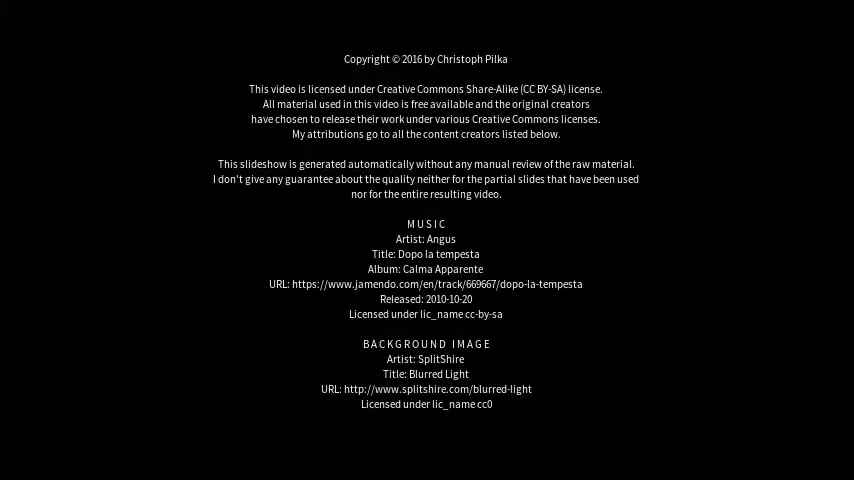 Copyright © 2016 by Christoph Pilka
This video is licensed under Creative Commons Share-Alike (CC BY-SA) license.
All material used in this video is free available and the original creators
have chosen to release their work under various Creative Commons licenses.
My attributions go to all the content creators listed below.
This slideshow is generated automatically without any manual review of the raw material.
I don't give any guarantee about the quality neither for the partial slides that have been used
nor for the entire resulting video.
MUSIC
Artist: Angus
Title: Dopo la tempesta
Album: Calma Apparente
URL: https://www.jamendo.com/en/track/669667/dopo-la-tempesta
Released: 2010-10-20
Licensed under lic_name cc-by-sa
BACKGROUND IMAGE
Artist: SplitShire
Title: Blurred Light
URL: http://www.splitshire.com/blurred-light
Licensed under lic_name cc0